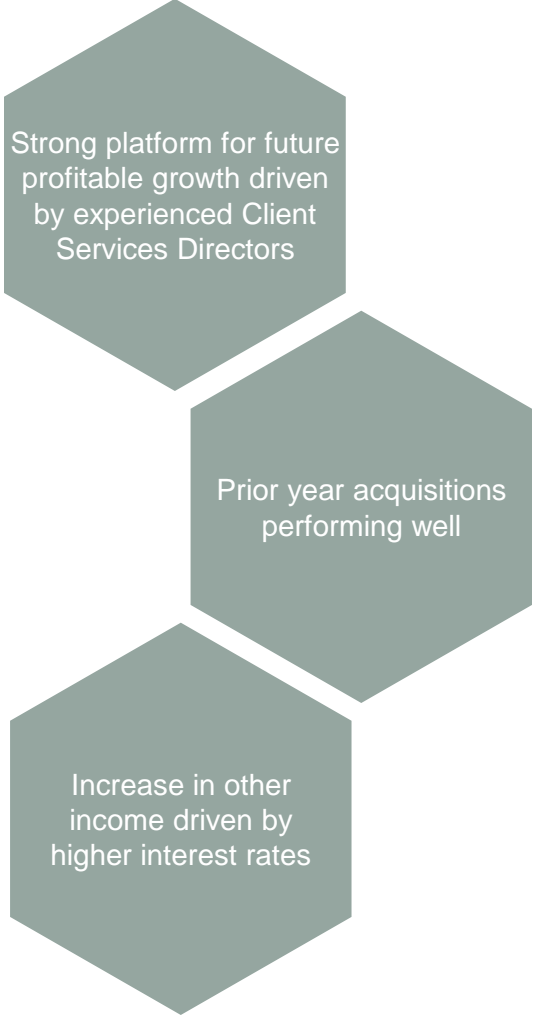 Strong platform for future
profitable growth driven
by experienced Client
Services Directors
Prior year acquisitions
performing well
Increase in other
income driven by
higher interest rates